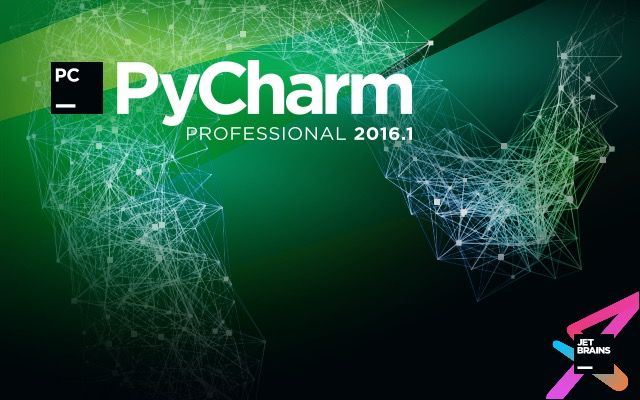 PC
PyCharm
PROFESSIONAL 2016.1
JET
BRAINS